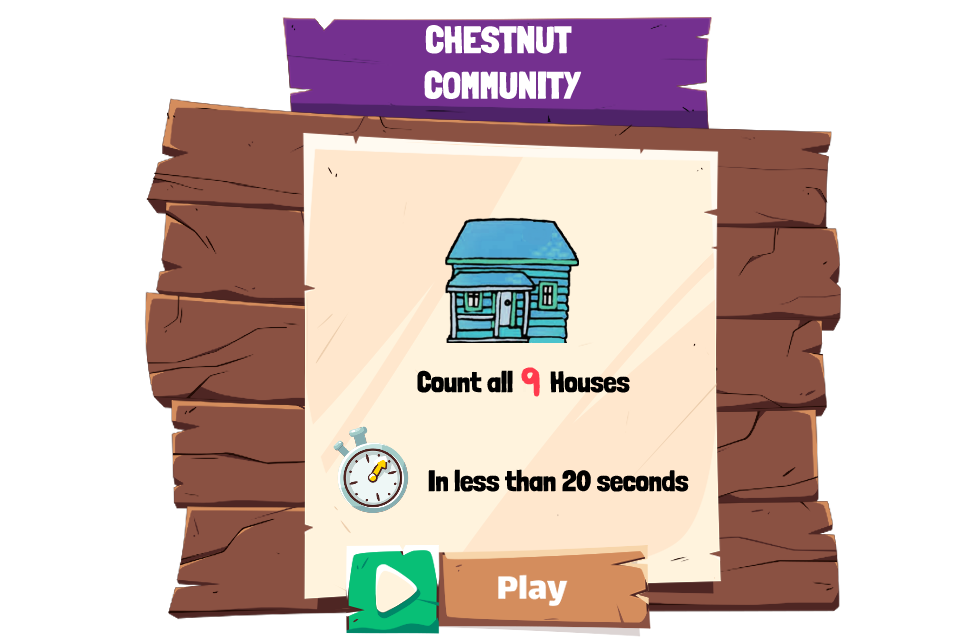 CHESTNUT
COMMUNITY
Count all 9 Houses
In less than 20 seconds
Play